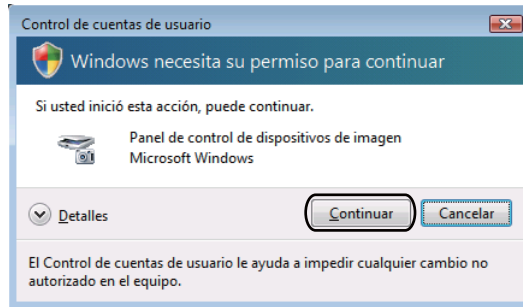 Control de cuentas de usuario
Windows necesita su permiso para continuar
Si usted inició esta acción, puede continuar.
Panel de control de dispositivos de imagen
Microsoft Windows
Detalles
Continuar
Cancelar
El Control de cuentas de usuario le ayuda a impedir cualquier cambio no
autorizado en el equipo.